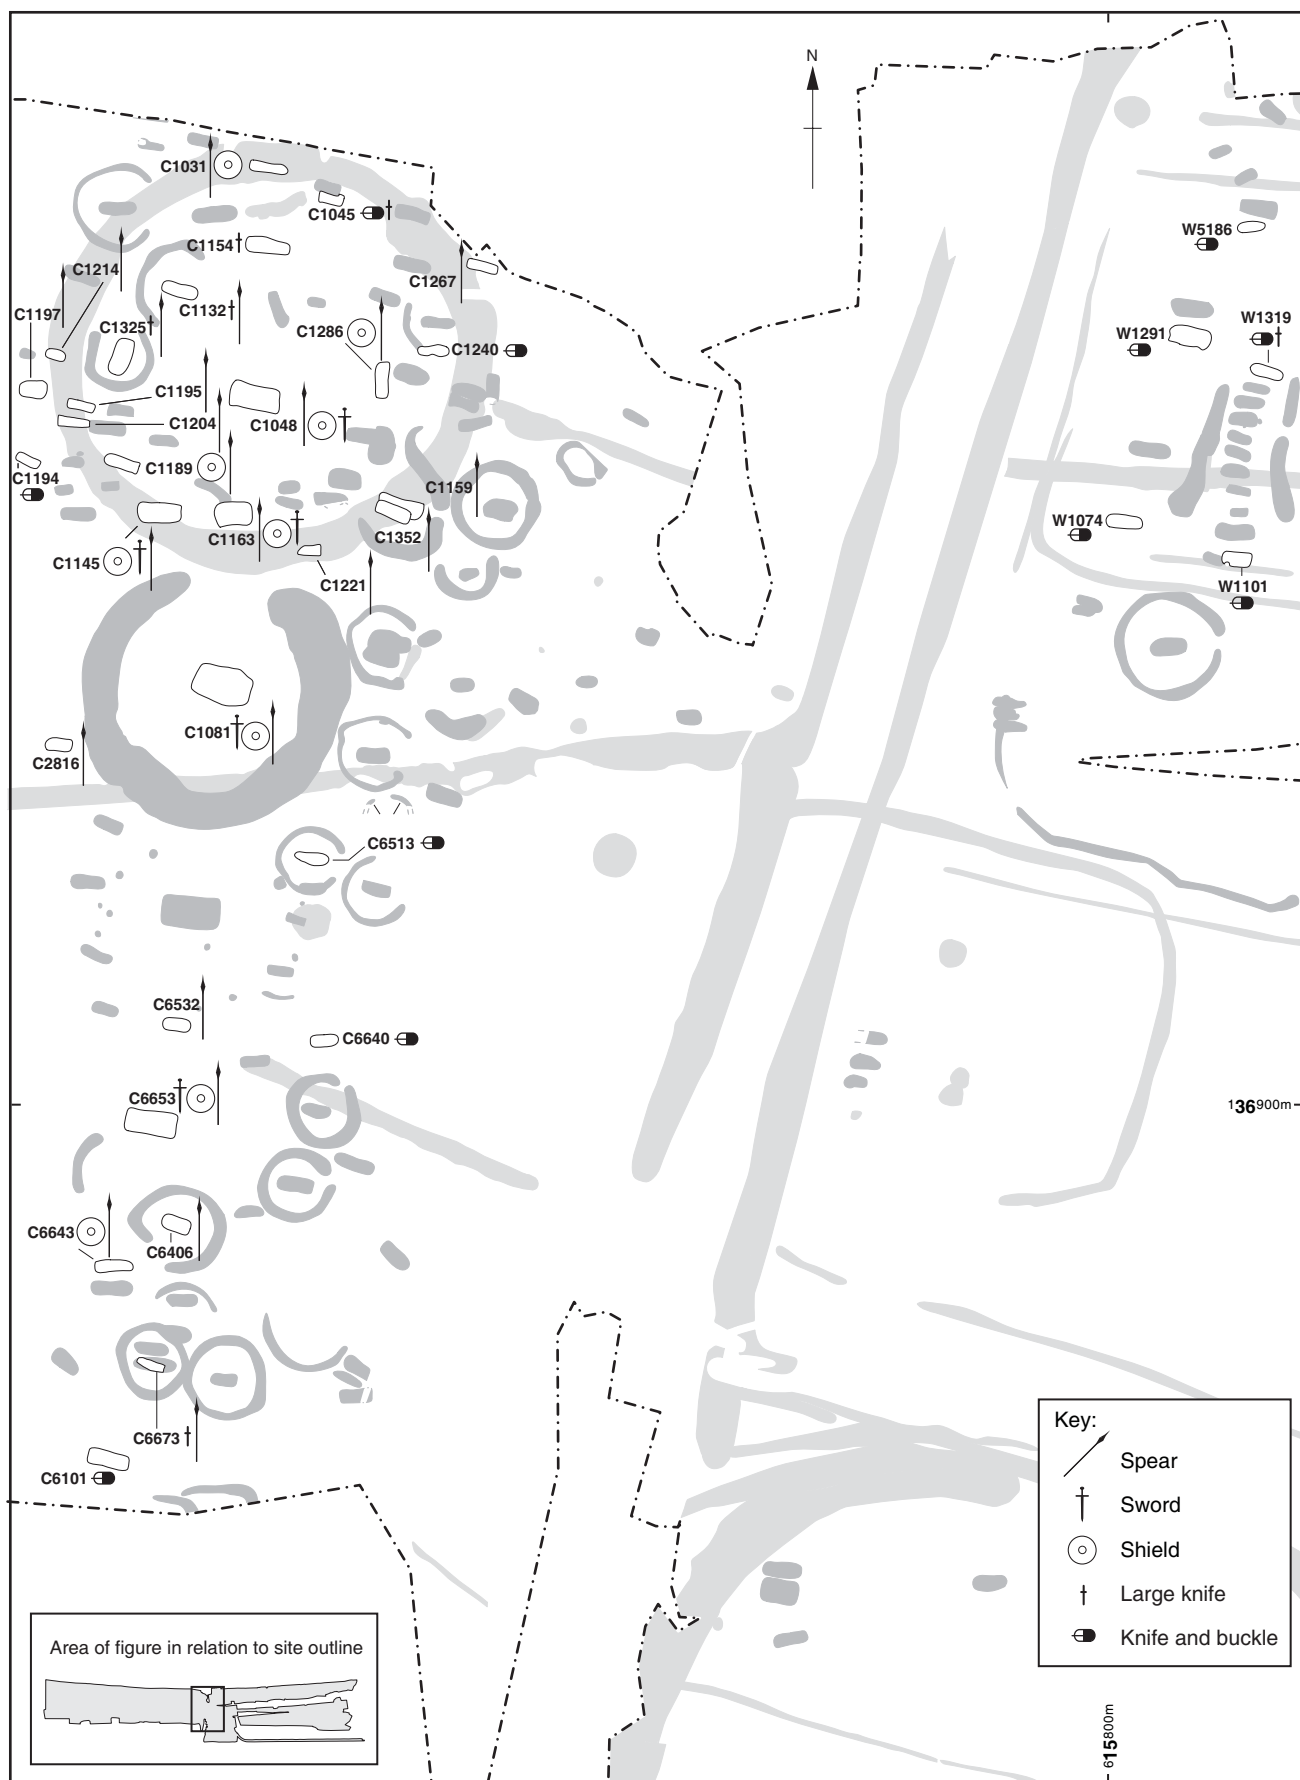 N
C1031
C1045
C1154
C1214
C1267
C1197
C1325
C1132
C1286
C1240
C1195
C1204
C1048
C1189
C1194
C1159
C1163
C1352
C1145
C1221
C1081
C2816
W5186
W1291
W1319
W1074
W1101
C6513
C6532
C6640
C6653
136900m
C6643
C6406
C6673
C6101
Key:
Spear
Sword
Shield
Large knife
Knife and buckle
Area of figure in relation to site outline
615800m